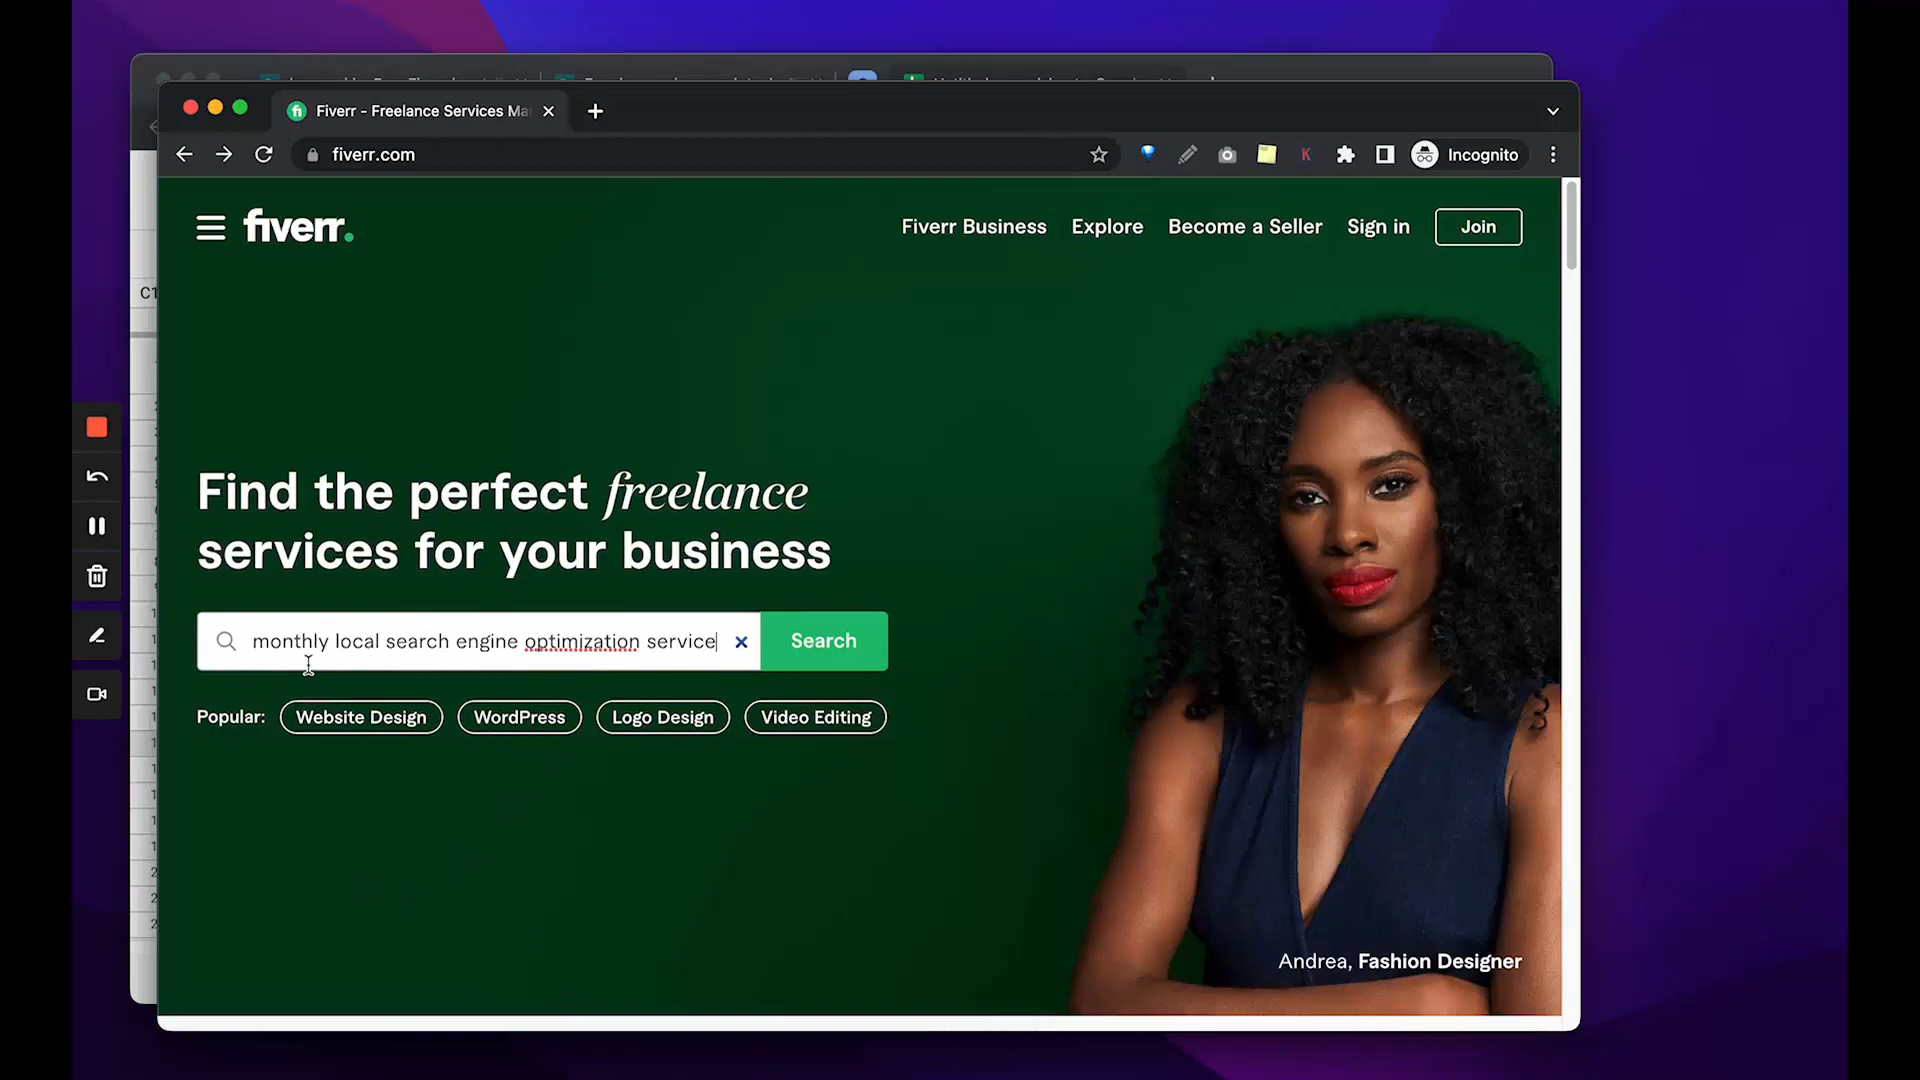 Fiverr - Freelance Services Ma
fiverr.com
Incognito
C1
fiverr.
Fiverr Business
Explore
Become a Seller
Sign in
Join
Find the perfect freelance
services for your business
monthly local search engine optimization service
Search
Popular:
Website Design
WordPress
Logo Design
Video Editing
Andrea, Fashion Designer